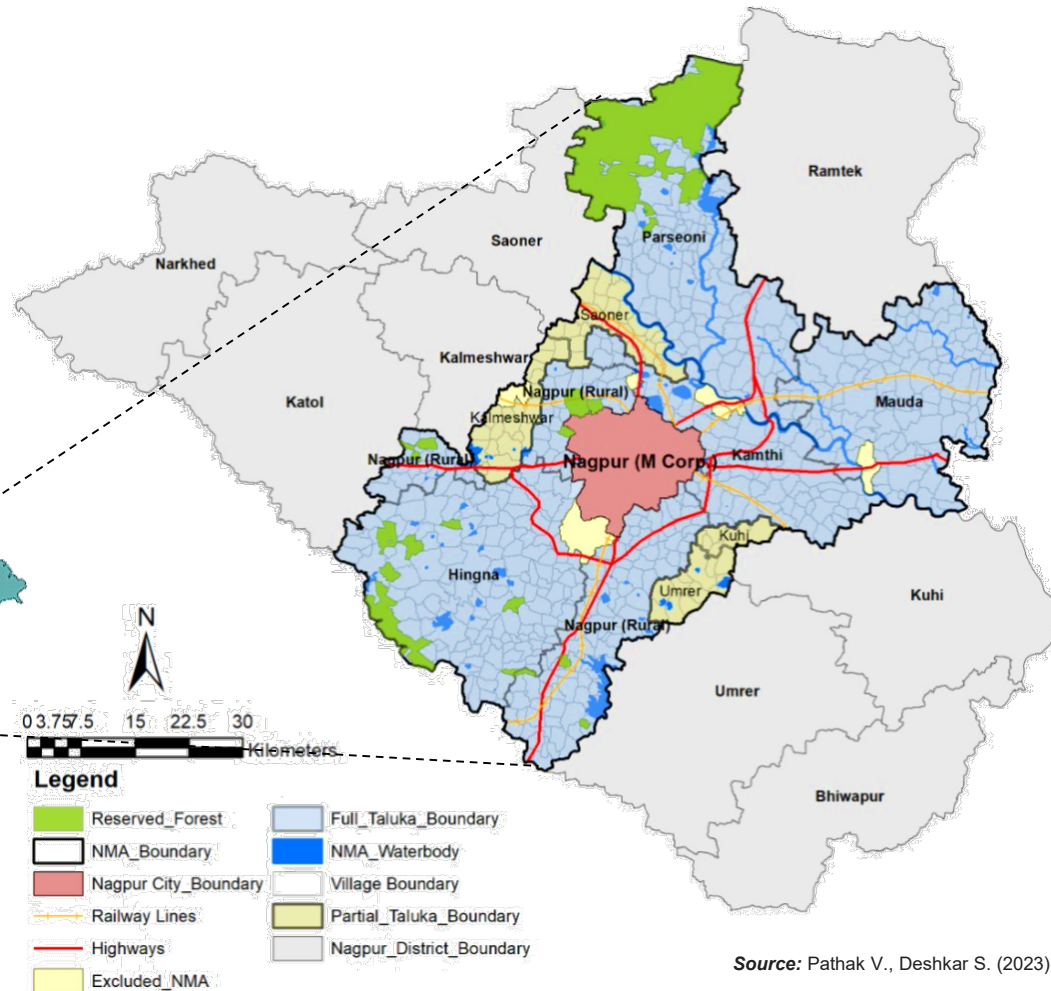 Ramtek
Parseoni
Saoner
Narkhed
Saoner
Kalmeshwar
Nagpur (Rural)
Katol
Mauda
Kalmeshwar
Nagpur (Rural)
Nagpur (M Corp.)
Kamthi
Kuhi
Hingna
Umrer
Kuhi
Nagpur (Rural)
N
Umrer
0 3.75 7.5 15 22.5 30
Kilometers
Bhiwapur
Legend
Reserved_Forest
NMA_Boundary
Nagpur City_Boundary
Railway Lines
Highways
Excluded_NMA
Full_Taluka_Boundary
NMA_Waterbody
Village Boundary
Partial_Taluka_Boundary
Nagpur_District_Boundary
Source: Pathak V., Deshkar S. (2023)